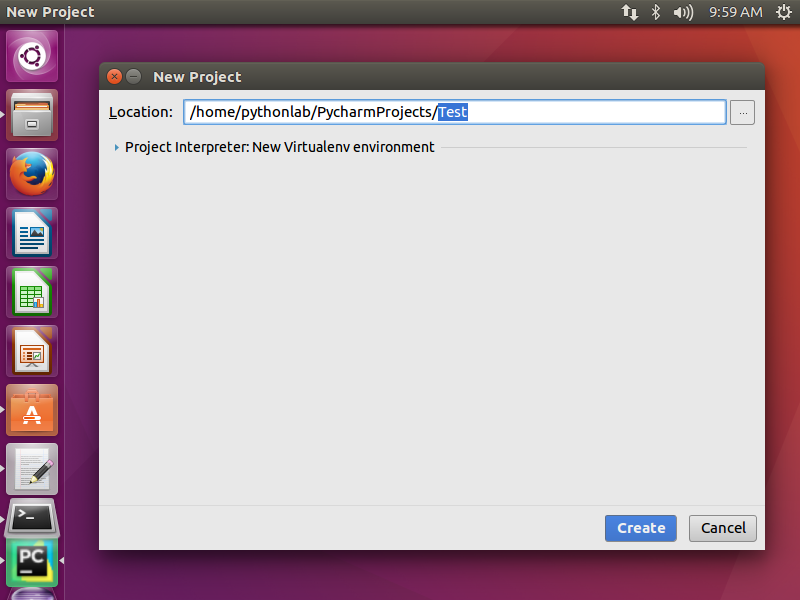 New Project
9:59 AM
New Project
Location: /home/pythonlab/PycharmProjects/Test
...
Project Interpreter: New Virtualenv environment
A
>_
PC
Create
Cancel